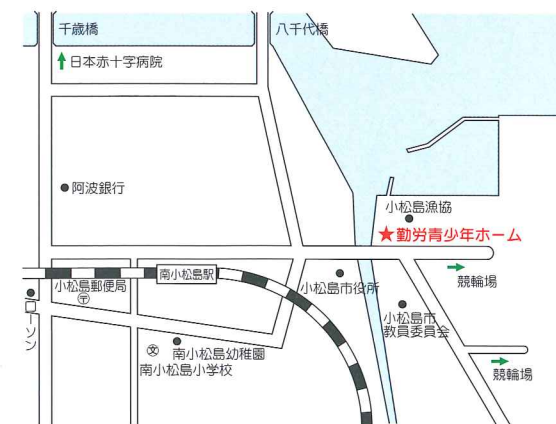 千歳橋
八千代橋
日本赤十字病院
阿波銀行
小松島漁協
★勤労青少年ホーム
南小松島駅
競輪場
小松島郵便局
〒
小松島市役所
ローソン
小松島市
教員委員会
文
南小松島幼稚園
南小松島小学校
競輪場